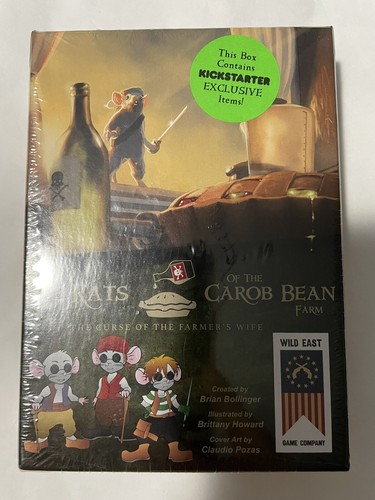 This Box
Contains
KICKSTARTER
EXCLUSIVE
Items!
RATS
OF THE
CAROB BEAN
FARM
THE CURSE OF THE FARMER'S WIFE
WILD EAST
GAME COMPANY
Created by
Brian Bollinger
Illustrated by
Brittany Howard
Cover Art by
Claudio Pozas